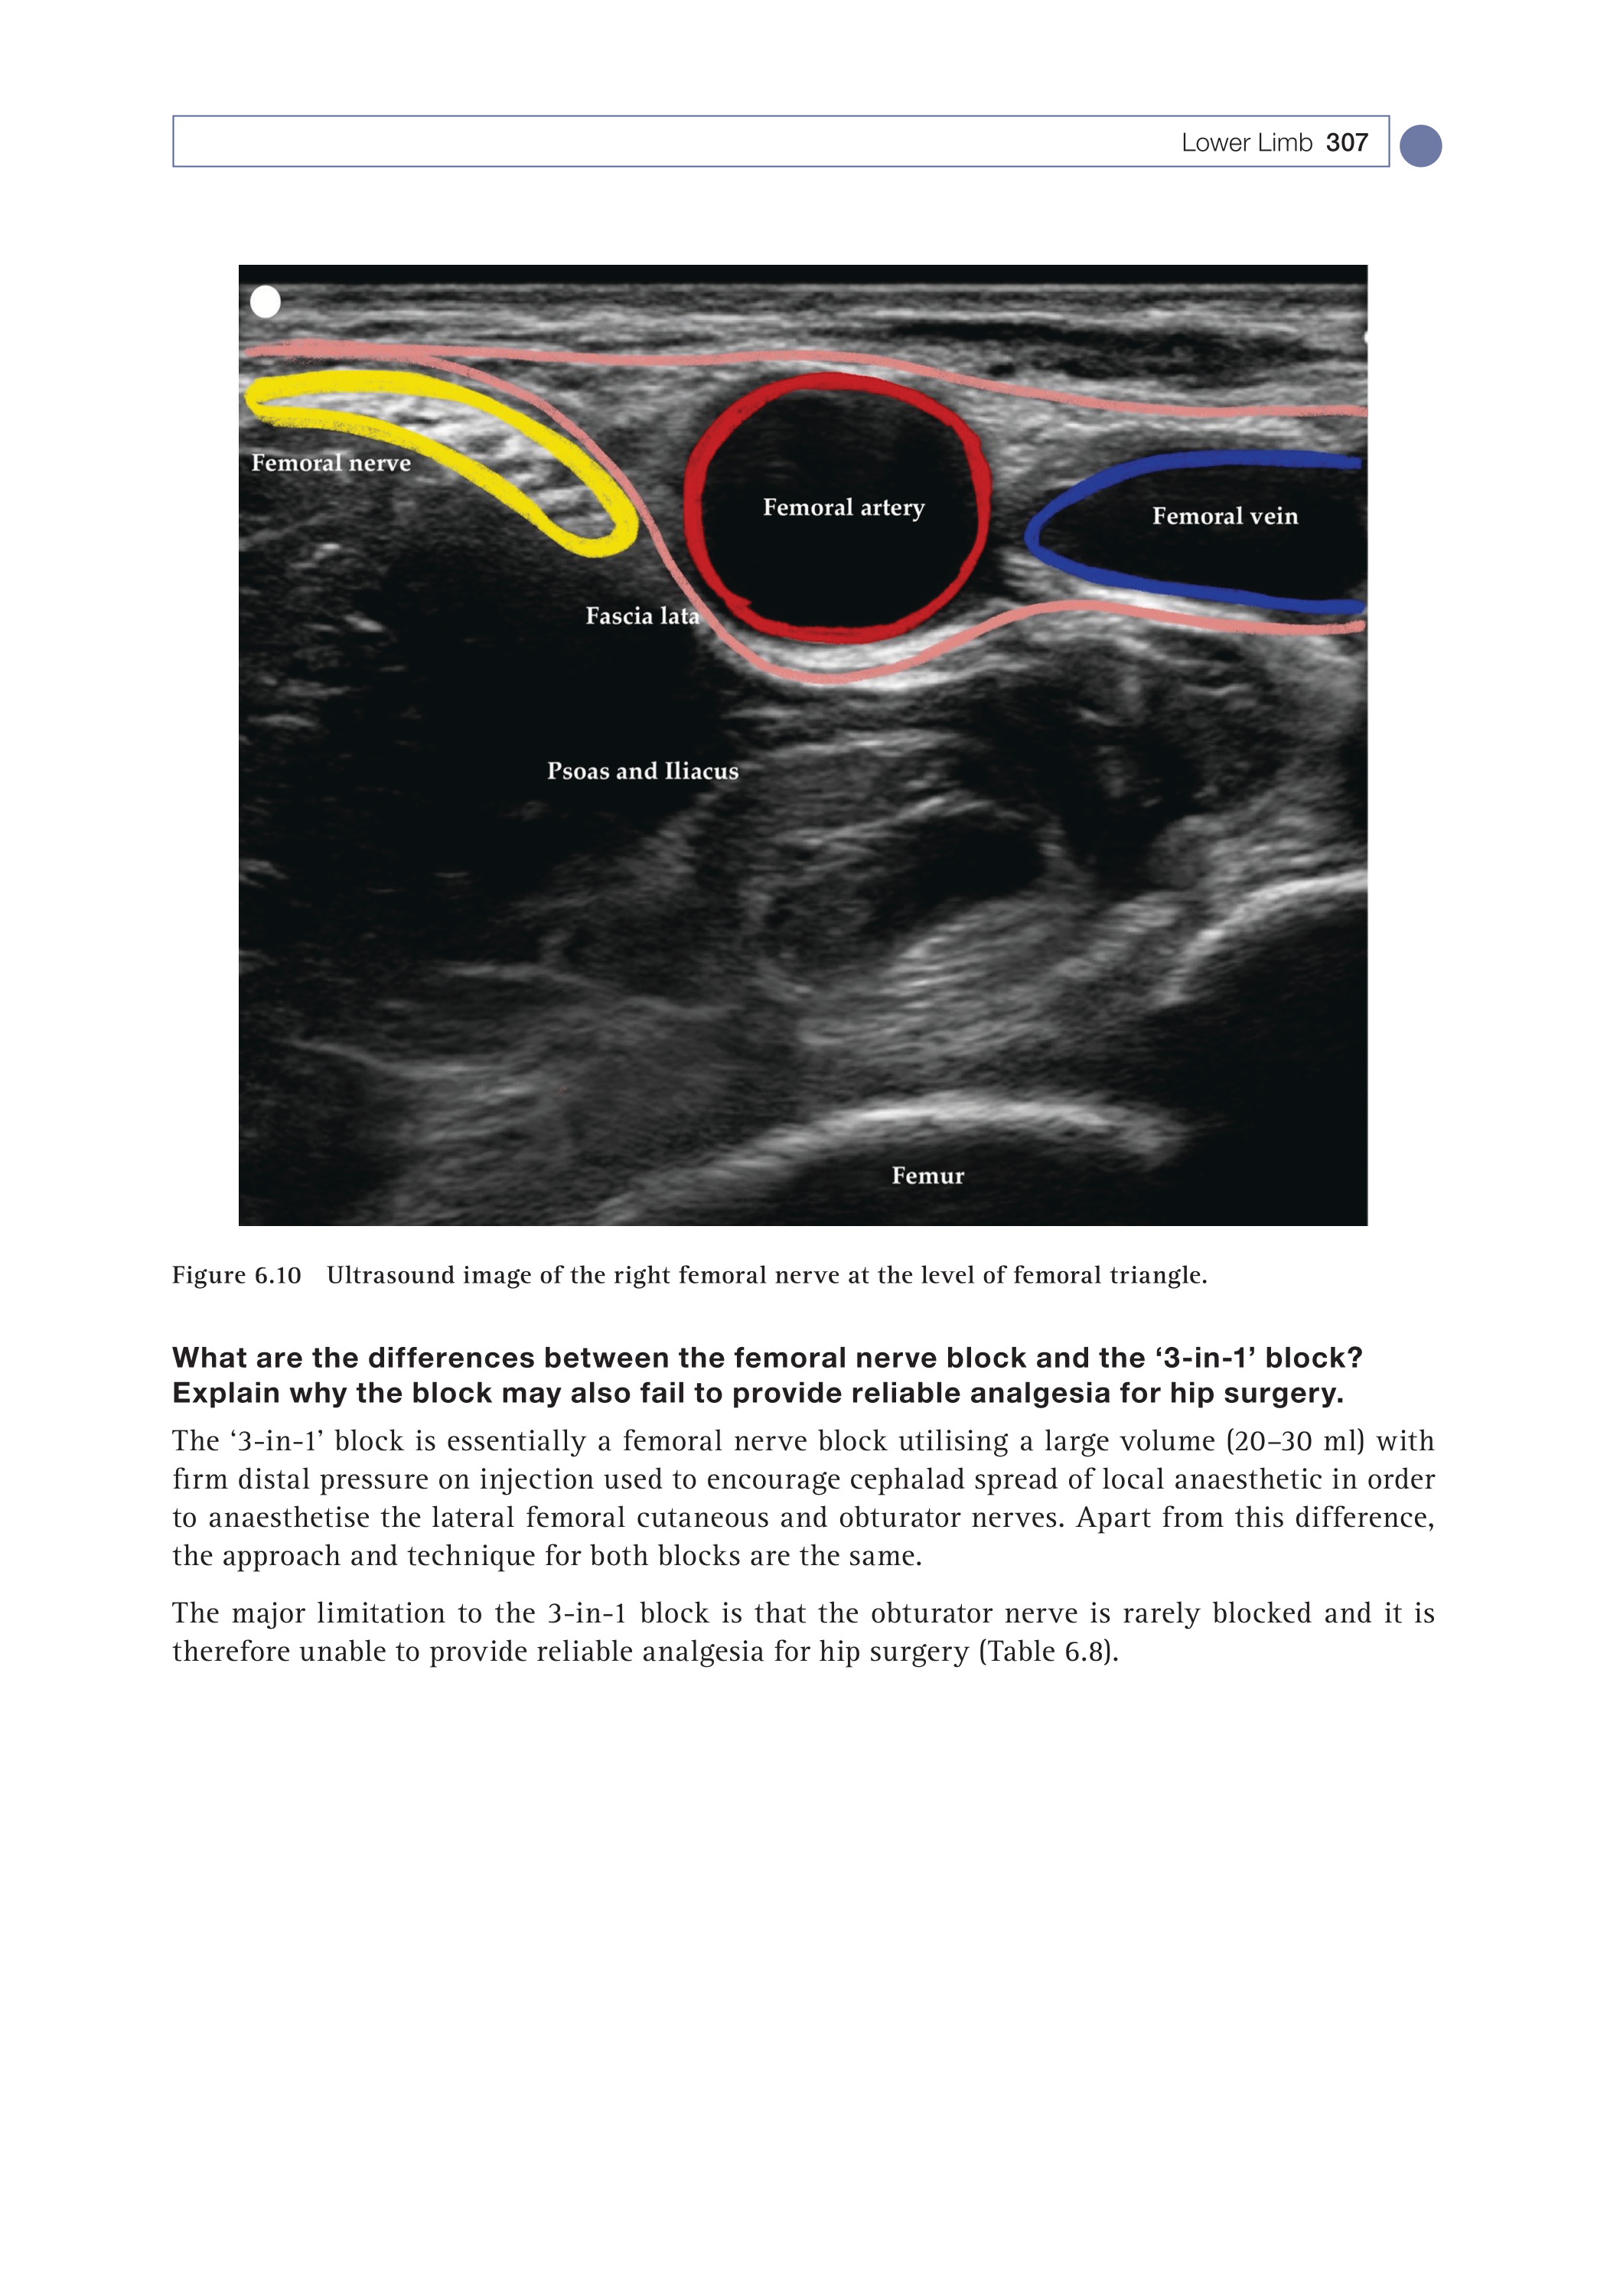 Lower Limb 307
Femoral nerve
Femoral artery
Femoral vein
Fascia lata
Psoas and Iliacus
Femur
Figure 6.10 Ultrasound image of the right femoral nerve at the level of femoral triangle.
What are the differences between the femoral nerve block and the ‘3-in-1’ block?
Explain why the block may also fail to provide reliable analgesia for hip surgery.
The ‘3-in-1’ block is essentially a femoral nerve block utilising a large volume (20–30 ml) with
firm distal pressure on injection used to encourage cephalad spread of local anaesthetic in order
to anaesthetise the lateral femoral cutaneous and obturator nerves. Apart from this difference,
the approach and technique for both blocks are the same.
The major limitation to the 3-in-1 block is that the obturator nerve is rarely blocked and it is
therefore unable to provide reliable analgesia for hip surgery (Table 6.8).